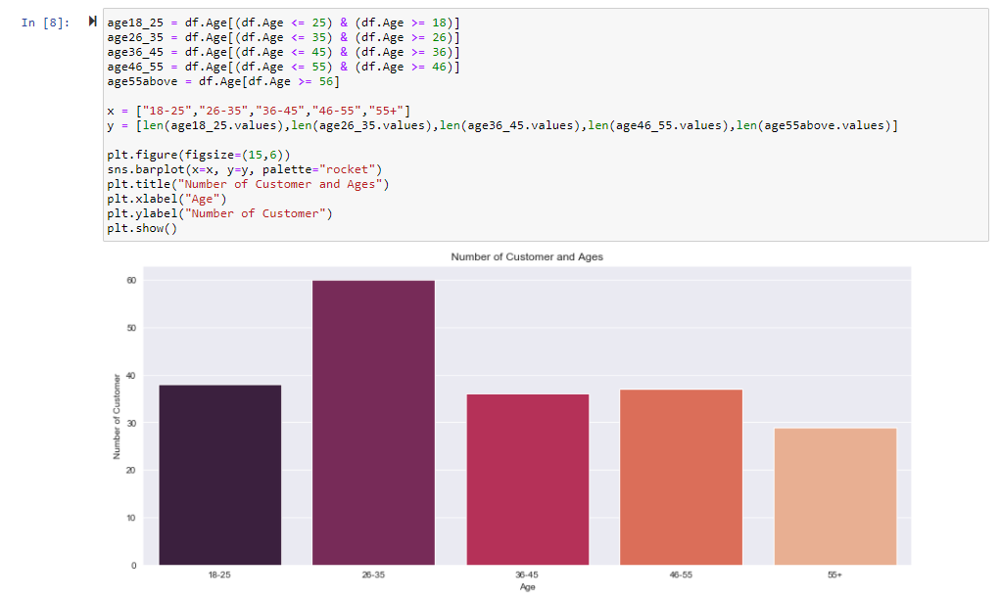 In [8]:
age18_25 = df.Age[(df.Age <= 25) & (df.Age >= 18)]
age26_35 = df.Age[(df.Age <= 35) & (df.Age >= 26)]
age36_45 = df.Age[(df.Age <= 45) & (df.Age >= 36)]
age46_55 = df.Age[(df.Age <= 55) & (df.Age >= 46)]
age55above = df.Age[df.Age >= 56]

x = ["18-25","26-35","36-45","46-55","55+"]
y = [len(age18_25.values),len(age26_35.values),len(age36_45.values),len(age46_55.values),len(age55above.values)]

plt.figure(figsize=(15,6))
sns.barplot(x=x, y=y, palette="rocket")
plt.title("Number of Customer and Ages")
plt.xlabel("Age")
plt.ylabel("Number of Customer")
plt.show()
Number of Customer and Ages
Number of Customer
60
50
40
30
20
10
0
18-25 26-35 36-45 46-55 55+
Age